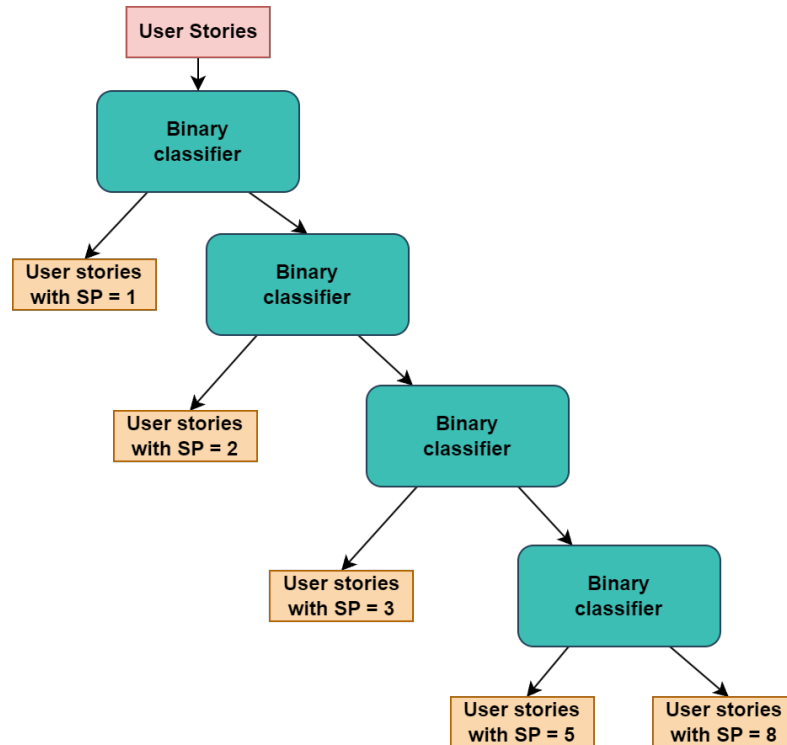 User Stories
Binary
classifier
User stories
with SP = 1
Binary
classifier
User stories
with SP = 2
Binary
classifier
User stories
with SP = 3
Binary
classifier
User stories
with SP = 5
User stories
with SP = 8